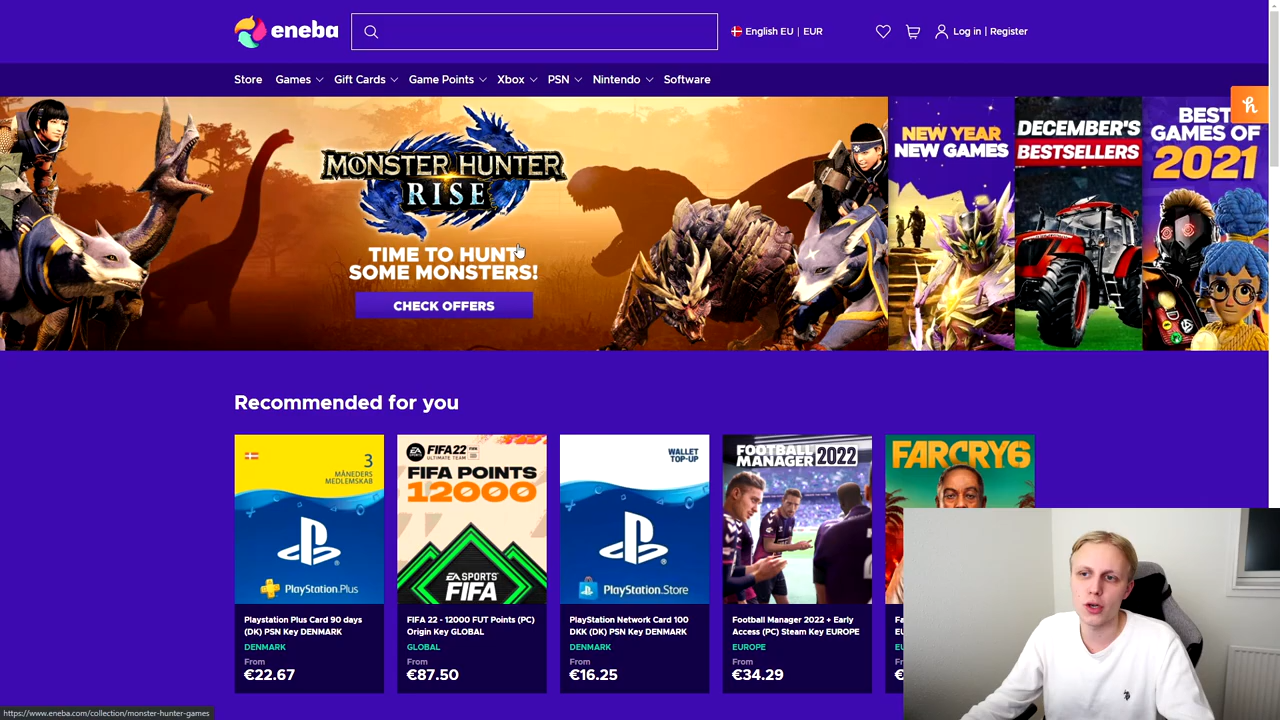 eneba
English EU | EUR
Log in | Register
Store
Games
Gift Cards
Game Points
Xbox
PSN
Nintendo
Software
MONSTER HUNTER
RISE
TIME TO HUNT
SOME MONSTERS!
CHECK OFFERS
NEW YEAR
NEW GAMES
DECEMBER'S
BESTSELLERS
BEST
GAMES OF
2021
h
Recommended for you
3
MÅNEDERS
MEDLEMSKAB
PlayStation Plus
Playstation Plus Card 90 days
(DK) PSN Key DENMARK
DENMARK
From
€22.67
FIFA 22
ULTIMATE TEAM
FIFA POINTS
12000
EA SPORTS
FIFA
FIFA 22 - 12000 FUT Points (PC)
Origin Key GLOBAL
GLOBAL
From
€87.50
WALLET
TOP-UP
PlayStation Store
PlayStation Network Card 100
DKK (DK) PSN Key DENMARK
DENMARK
From
€16.25
FOOTBALL
MANAGER 2022
Football Manager 2022 + Early
Access (PC) Steam Key EUROPE
EUROPE
From
€34.29
FARCRY6
https://www.eneba.com/collection/monster-hunter-games